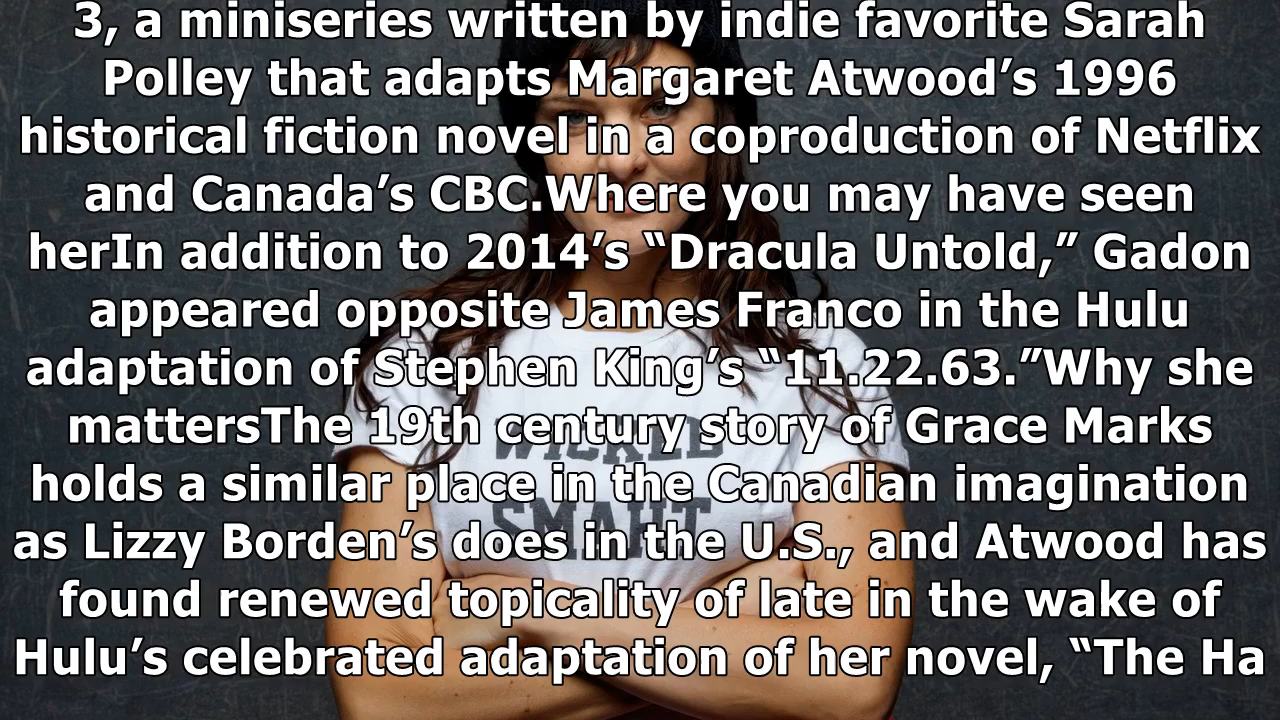 3, a miniseries written by indie favorite Sarah
Polley that adapts Margaret Atwood’s 1996
historical fiction novel in a coproduction of Netflix
and Canada’s CBC.Where you may have seen
herIn addition to 2014’s “Dracula Untold,” Gadon
appeared opposite James Franco in the Hulu
adaptation of Stephen King’s “11.22.63.”Why she
mattersThe 19th century story of Grace Marks
holds a similar place in the Canadian imagination
as Lizzy Borden’s does in the U.S., and Atwood has
found renewed topicality of late in the wake of
Hulu’s celebrated adaptation of her novel, “The Ha
WICKED
SMAHT